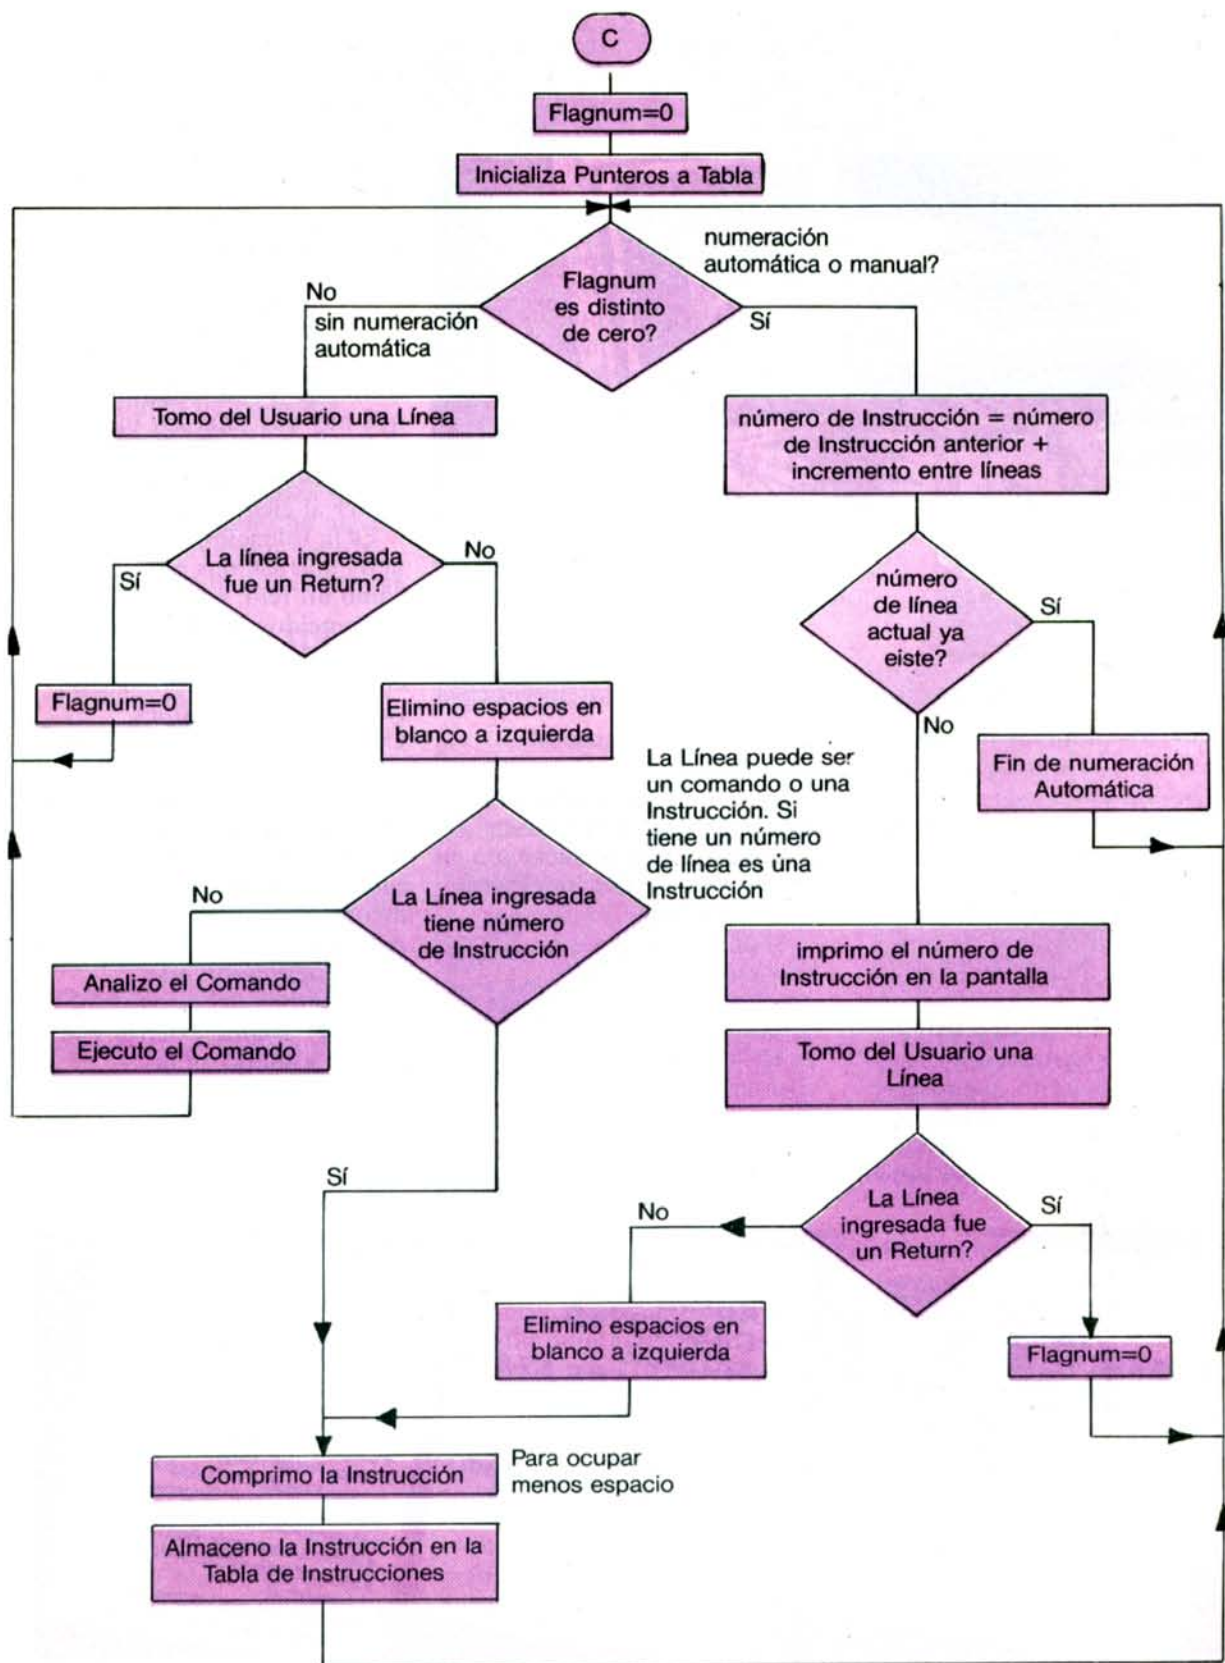 C
Flagnum=0
Inicializa Punteros a Tabla
numeración
automática o manual?
Flagnum
es distinto
de cero?
No
sin numeración
automática
Sí
Tomo del Usuario una Línea
número de Instrucción = número
de Instrucción anterior +
incremento entre líneas
La línea ingresada
fue un Return?
Sí
No
número
de línea
actual ya
eiste?
Sí
No
Flagnum=0
Elimino espacios en
blanco a izquierda
Fin de numeración
Automática
La Línea puede ser
un comando o una
Instrucción. Si
tiene un número
de línea es una
Instrucción
La Línea ingresada
tiene número
de Instrucción
No
Analizo el Comando
Ejecuto el Comando
Sí
imprimo el número de
Instrucción en la pantalla
Tomo del Usuario una
Línea
La Línea
ingresada fue
un Return?
No
Sí
Elimino espacios en
blanco a izquierda
Flagnum=0
Comprimo la Instrucción
Para ocupar
menos espacio
Almaceno la Instrucción en la
Tabla de Instrucciones